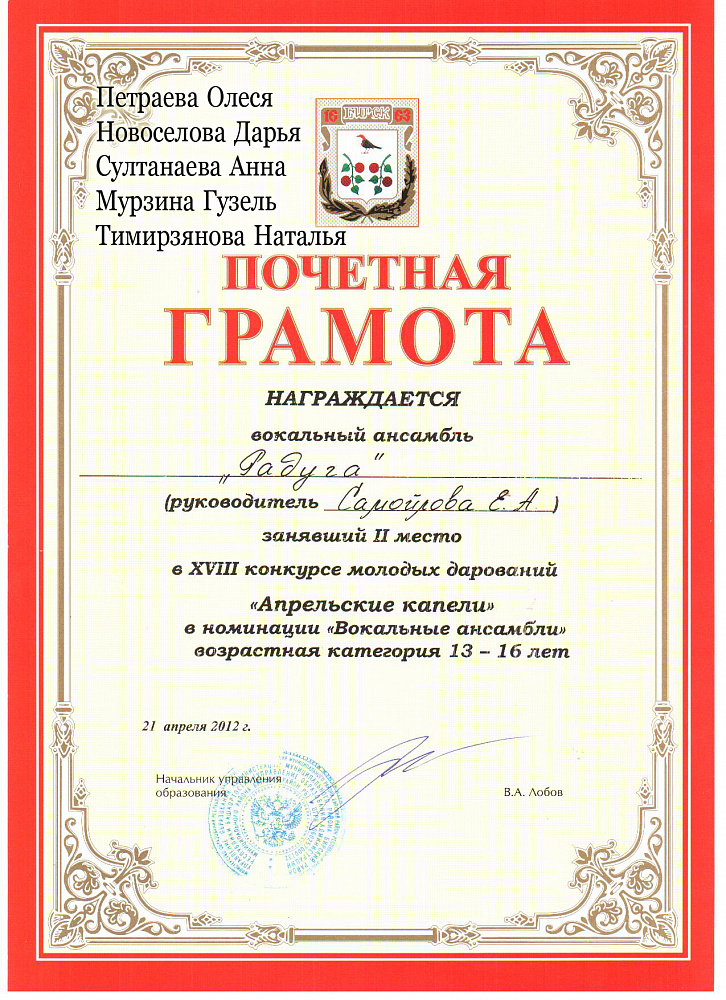 Петраева Олеся
Новоселова Дарья
Султанаева Анна
Мурзина Гузель
Тимирзянова Наталья
БИРСК
16 63
ПОЧЕТНАЯ
ГРАМОТА
НАГРАЖДАЕТСЯ
вокальный ансамбль
„Радуга"
(руководитель Самойлова Е.А.)
занявший II место
в XVIII конкурсе молодых дарований
«Апрельские капели»
в номинации «Вокальные ансамбли»
возрастная категория 13 – 16 лет
21 апреля 2012 г.
Начальник управления
образования
В.А. Лобов